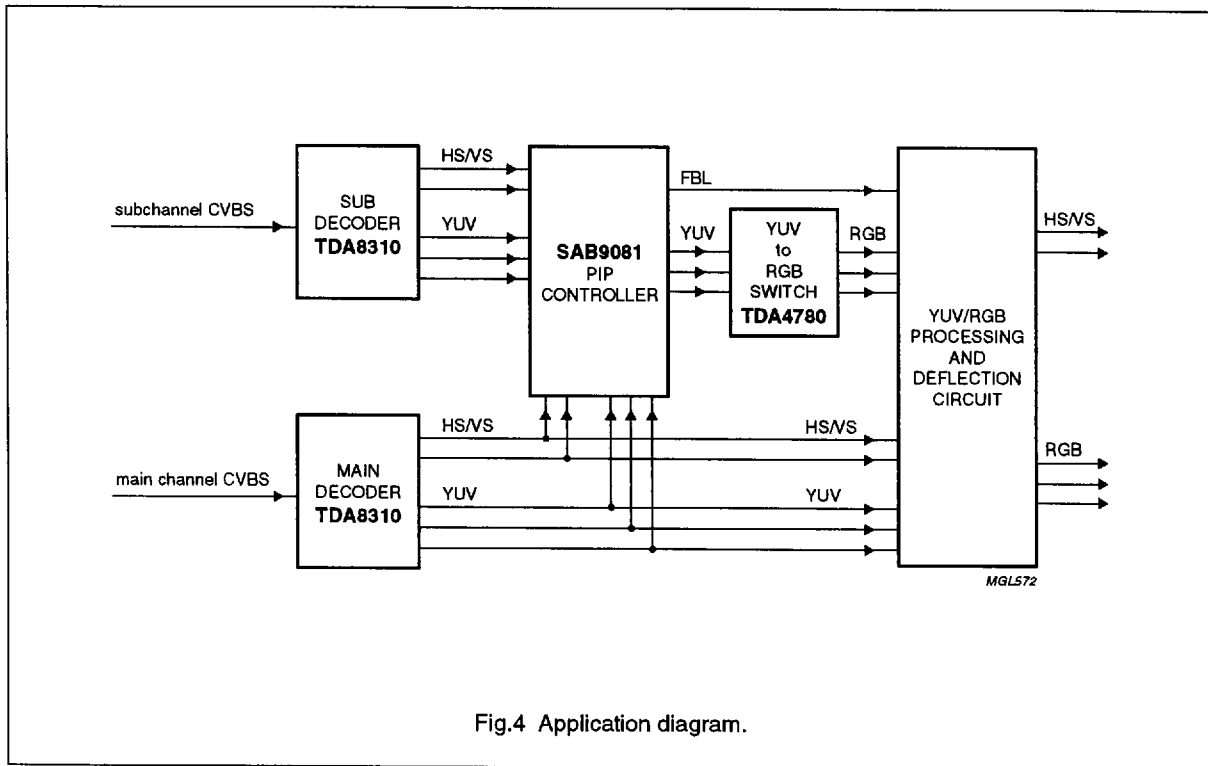 HS/VS
FBL
SUB
DECODER
TDA8310
subchannel CVBS
YUV
SAB9081
PIP
CONTROLLER
YUV
YUV
to
RGB
SWITCH
TDA4780
RGB
HS/VS
YUV/RGB
PROCESSING
AND
DEFLECTION
CIRCUIT
HS/VS
HS/VS
RGB
main channel CVBS
MAIN
DECODER
TDA8310
YUV
YUV
MGL572
Fig.4 Application diagram.